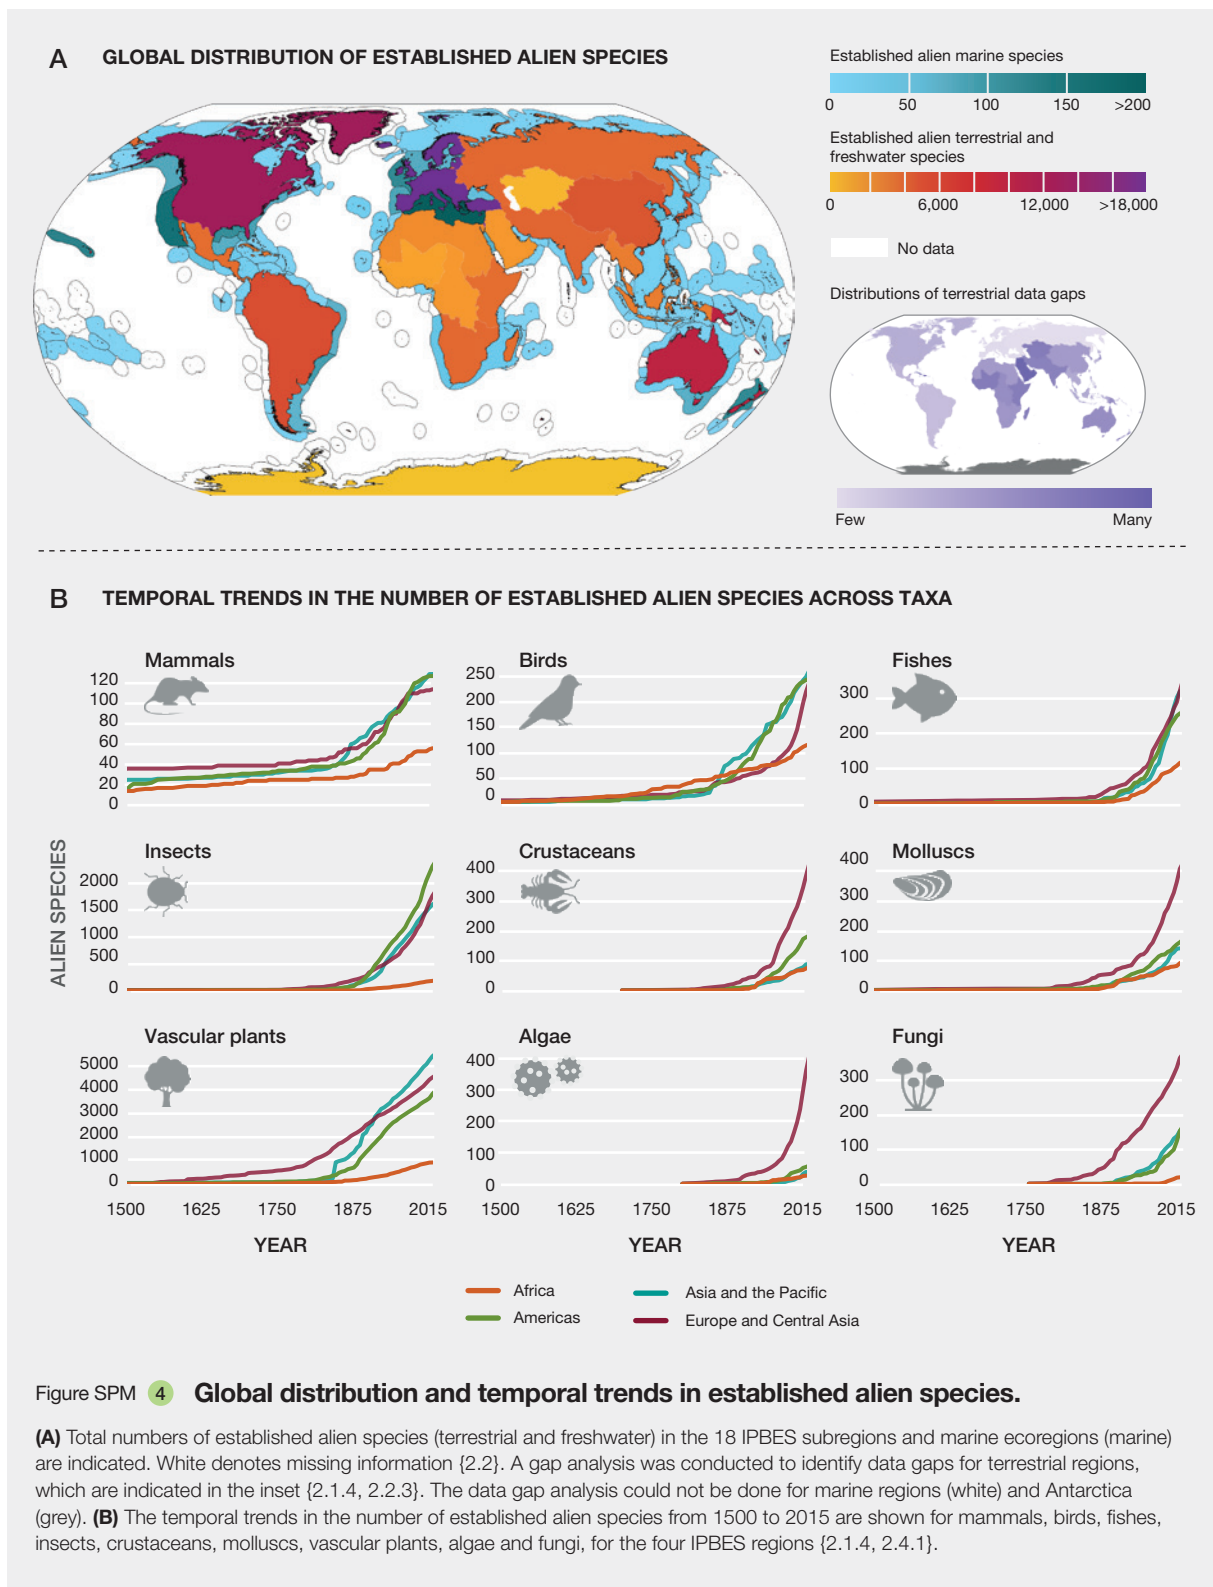 A GLOBAL DISTRIBUTION OF ESTABLISHED ALIEN SPECIES
Established alien marine species
0 50 100 150 >200
Established alien terrestrial and
freshwater species
0 6,000 12,000 >18,000
No data
Distributions of terrestrial data gaps
Few Many
B TEMPORAL TRENDS IN THE NUMBER OF ESTABLISHED ALIEN SPECIES ACROSS TAXA
ALIEN SPECIES
Mammals
120
100
80
60
40
20
0
Birds
250
200
150
100
50
0
Fishes
300
200
100
0
Insects
2000
1500
1000
500
0
Crustaceans
400
300
200
100
0
Molluscs
400
300
200
100
0
Vascular plants
5000
4000
3000
2000
1000
0
1500 1625 1750 1875 2015
YEAR
Algae
400
300
200
100
0
1500 1625 1750 1875 2015
YEAR
Fungi
300
200
100
0
1500 1625 1750 1875 2015
YEAR
Africa
Americas
Asia and the Pacific
Europe and Central Asia
Figure SPM 4 Global distribution and temporal trends in established alien species.
(A) Total numbers of established alien species (terrestrial and freshwater) in the 18 IPBES subregions and marine ecoregions (marine)
are indicated. White denotes missing information {2.2}. A gap analysis was conducted to identify data gaps for terrestrial regions,
which are indicated in the inset {2.1.4, 2.2.3}. The data gap analysis could not be done for marine regions (white) and Antarctica
(grey). (B) The temporal trends in the number of established alien species from 1500 to 2015 are shown for mammals, birds, fishes,
insects, crustaceans, molluscs, vascular plants, algae and fungi, for the four IPBES regions {2.1.4, 2.4.1}.